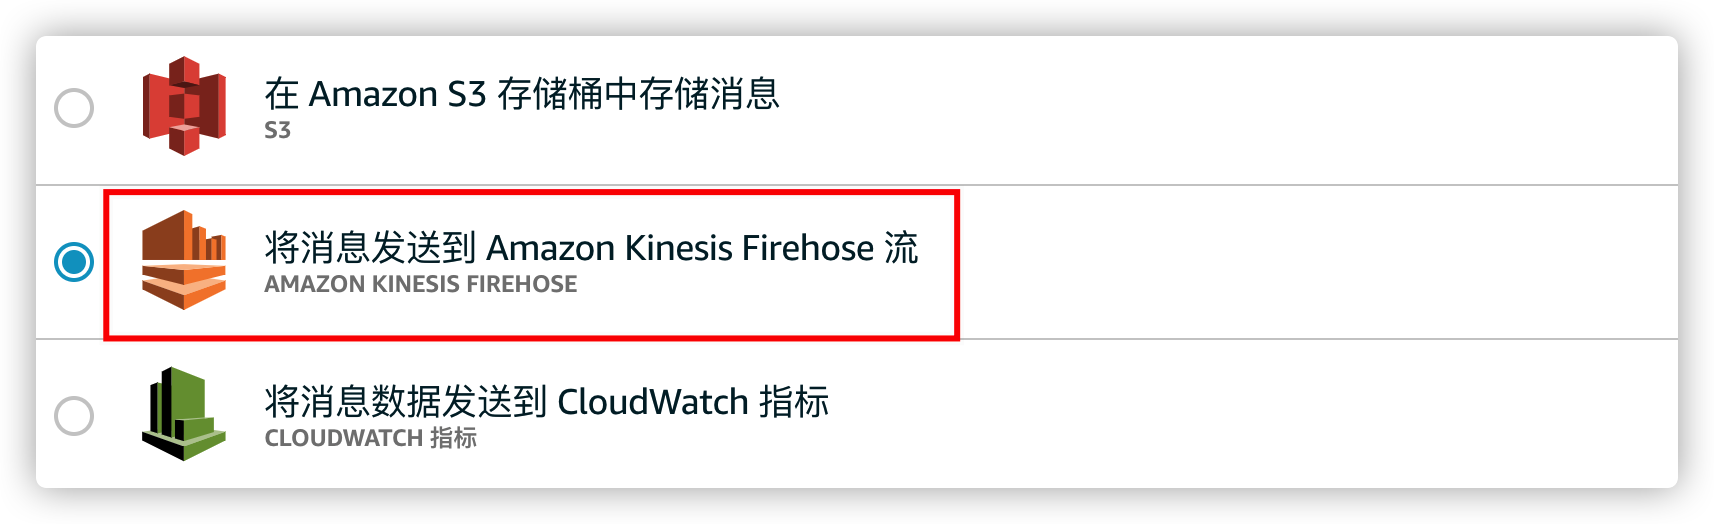 在 Amazon S3 存储桶中存储消息
S3
将消息发送到 Amazon Kinesis Firehose 流
AMAZON KINESIS FIREHOSE
将消息数据发送到 CloudWatch 指标
CLOUDWATCH 指标